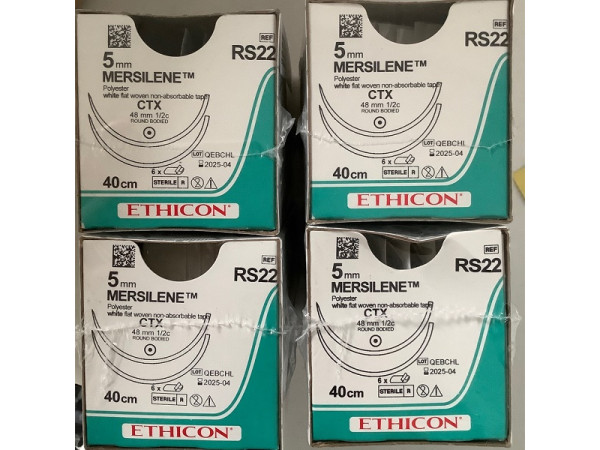 REF
5 mm RS22
MERSILENE™
Polyester
white flat woven non-absorbable tape
CTX
48 mm 1/2c
ROUND BODIED
LOT QEBCHL
2025-04
6 x
40cm STERILE R
ETHICON®
REF
5 mm RS22
MERSILENE™
Polyester
white flat woven non-absorbable tape
CTX
48 mm 1/2c
ROUND BODIED
LOT QEBCHL
2025-04
6 x
40cm STERILE R
ETHICON®
REF
5 mm RS22
MERSILENE™
Polyester
white flat woven non-absorbable tape
CTX
48 mm 1/2c
ROUND BODIED
LOT QEBCHL
2025-04
6 x
40cm STERILE R
ETHICON®
REF
5 mm RS22
MERSILENE™
Polyester
white flat woven non-absorbable tape
CTX
48 mm 1/2c
ROUND BODIED
LOT QEBCHL
2025-04
6 x
40cm STERILE R
ETHICON®